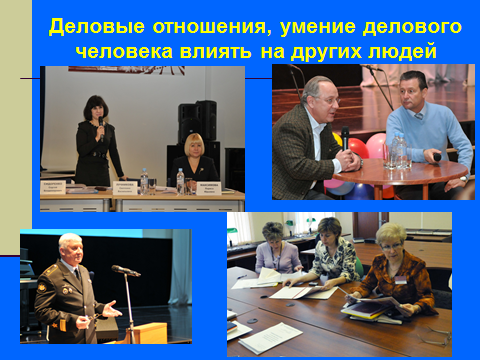 Деловые отношения, умение делового
человека влиять на других людей